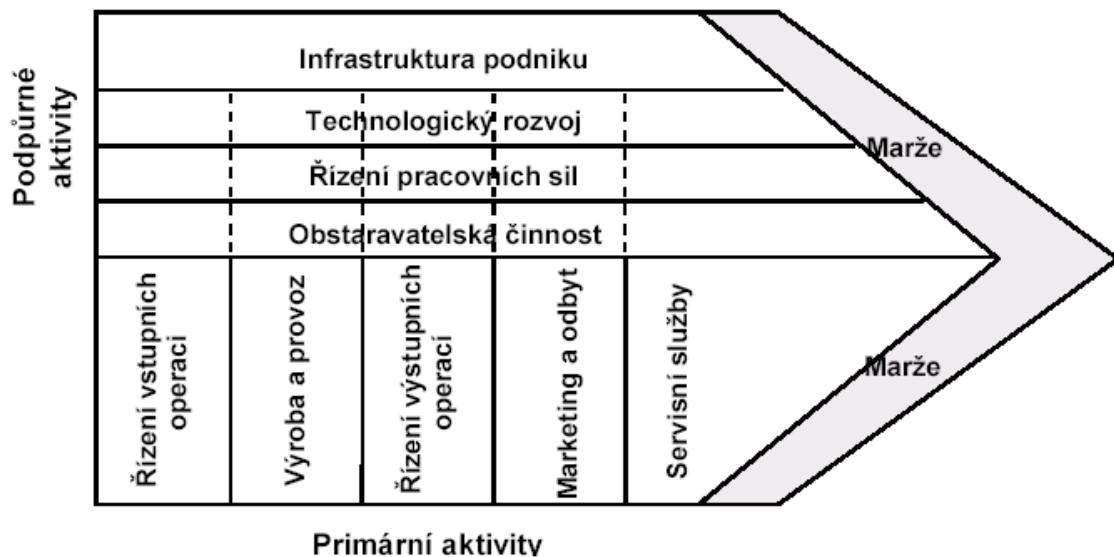 Podpůrné
aktivity
Infrastruktura podniku
Technologický rozvoj
Řízení pracovních sil
Obstaravatelská činnost
Marže
Marže
Řízení vstupních
operací
Výroba a provoz
Řízení výstupních
operací
Marketing a odbyt
Servisní služby
Primární aktivity